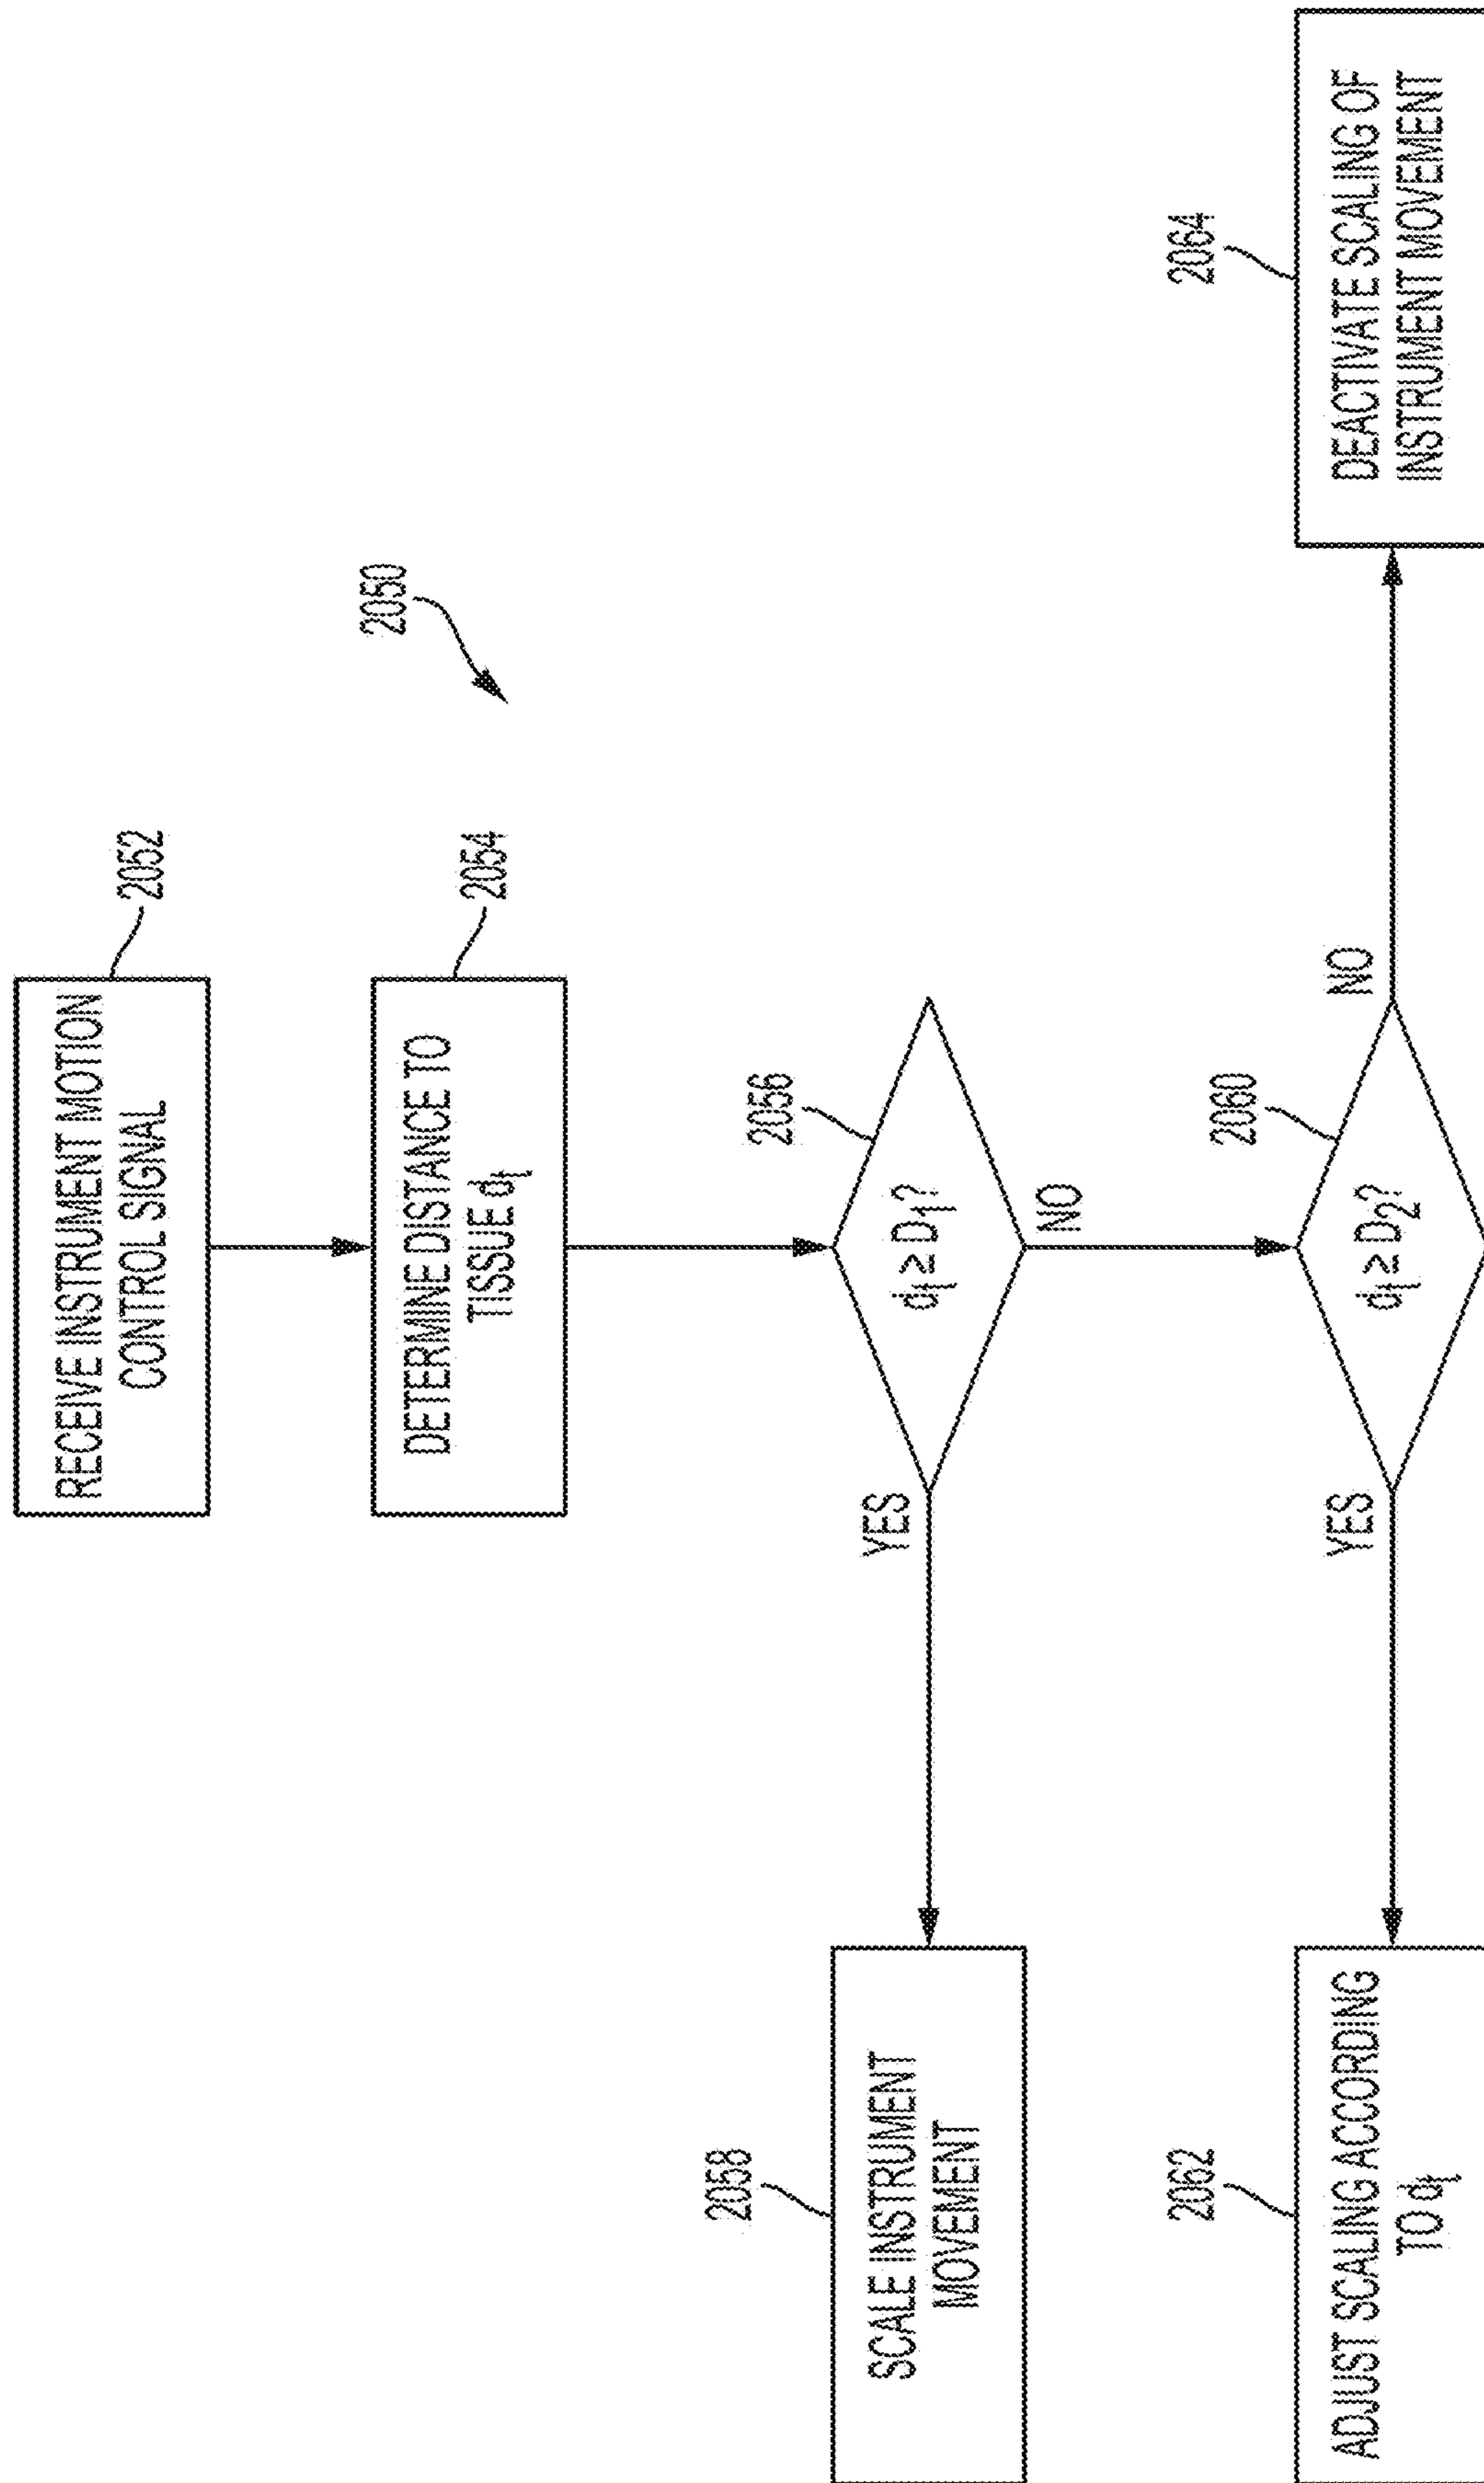 RECEIVE INSTRUMENT MOTION
CONTROL SIGNAL
2052
DETERMINE DISTANCE TO
TISSUE dₜ
2054
2050
dₜ ≥ D₁?
2056
YES
NO
SCALE INSTRUMENT
MOVEMENT
2058
dₜ ≥ D₂?
2060
YES
NO
ADJUST SCALING ACCORDING
TO dₜ
2062
DEACTIVATE SCALING OF
INSTRUMENT MOVEMENT
2064